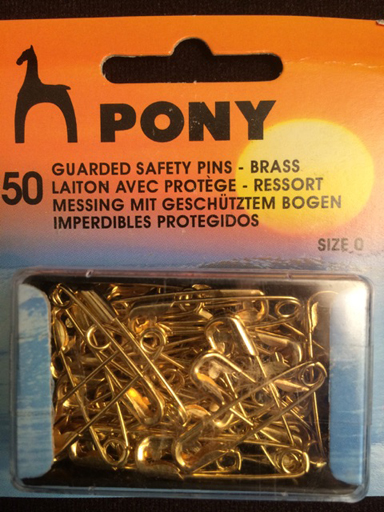 PONY
50 GUARDED SAFETY PINS - BRASS
LAITON AVEC PROTÈGE - RESSORT
MESSING MIT GESCHÜTZTEM BOGEN
IMPERDIBLES PROTEGIDOS
SIZE 0